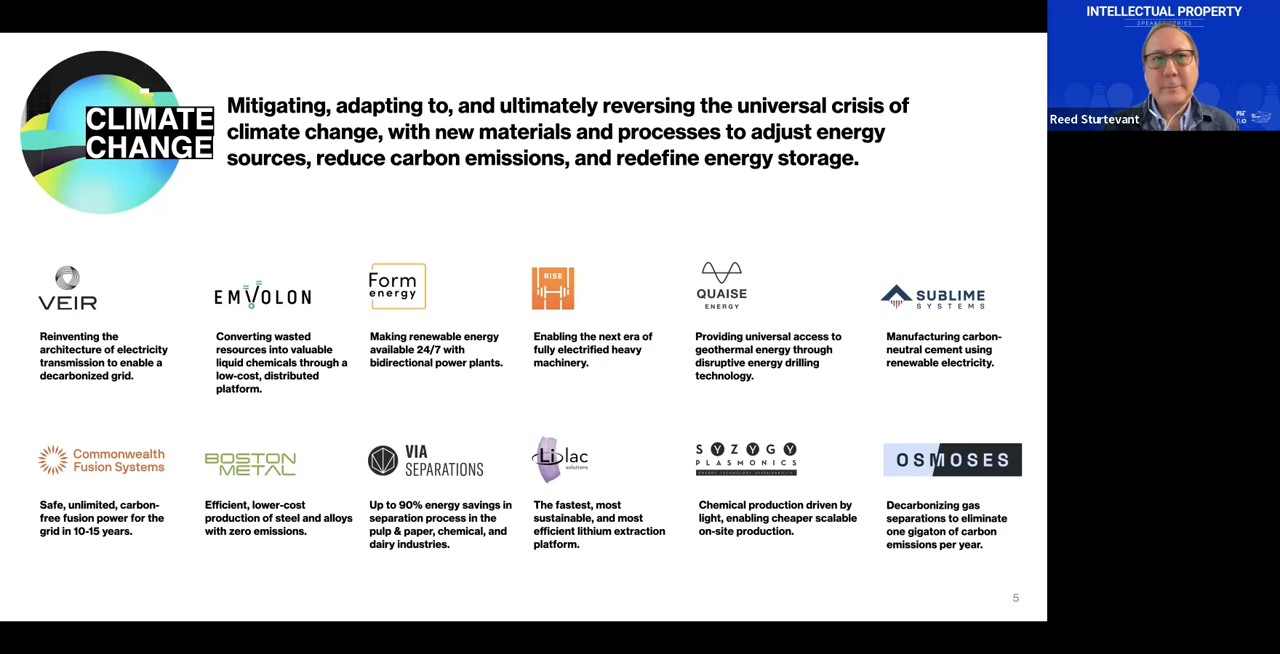 INTELLECTUAL PROPERTY
SPEAKER SERIES
Reed Sturtevant
CLIMATE
CHANGE
Mitigating, adapting to, and ultimately reversing the universal crisis of
climate change, with new materials and processes to adjust energy
sources, reduce carbon emissions, and redefine energy storage.
VEIR
Reinventing the
architecture of electricity
transmission to enable a
decarbonized grid.
EMVOLON
Converting wasted
resources into valuable
liquid chemicals through a
low-cost, distributed
platform.
Form
energy
Making renewable energy
available 24/7 with
bidirectional power plants.
RISE
Enabling the next era of
fully electrified heavy
machinery.
QUAISE
ENERGY
Providing universal access to
geothermal energy through
disruptive energy drilling
technology.
SUBLIME
SYSTEMS
Manufacturing carbon-
neutral cement using
renewable electricity.
Commonwealth
Fusion Systems
Safe, unlimited, carbon-
free fusion power for the
grid in 10-15 years.
BOSTON
METAL
Efficient, lower-cost
production of steel and alloys
with zero emissions.
VIA
SEPARATIONS
Up to 90% energy savings in
separation process in the
pulp & paper, chemical, and
dairy industries.
Lilac
solutions
The fastest, most
sustainable, and most
efficient lithium extraction
platform.
SYZYGY
PLASMONICS
ENERGY TECHNOLOGY SUSTAINABILITY
Chemical production driven by
light, enabling cheaper scalable
on-site production.
OSMOSES
Decarbonizing gas
separations to eliminate
one gigaton of carbon
emissions per year.
5